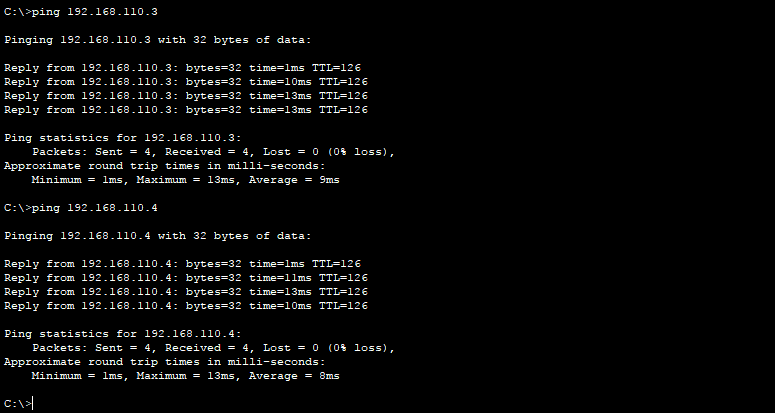 C:\>ping 192.168.110.3
Pinging 192.168.110.3 with 32 bytes of data:
Reply from 192.168.110.3: bytes=32 time=1ms TTL=126
Reply from 192.168.110.3: bytes=32 time=10ms TTL=126
Reply from 192.168.110.3: bytes=32 time=13ms TTL=126
Reply from 192.168.110.3: bytes=32 time=13ms TTL=126
Ping statistics for 192.168.110.3:
    Packets: Sent = 4, Received = 4, Lost = 0 (0% loss),
Approximate round trip times in milli-seconds:
    Minimum = 1ms, Maximum = 13ms, Average = 9ms
C:\>ping 192.168.110.4
Pinging 192.168.110.4 with 32 bytes of data:
Reply from 192.168.110.4: bytes=32 time=1ms TTL=126
Reply from 192.168.110.4: bytes=32 time=11ms TTL=126
Reply from 192.168.110.4: bytes=32 time=13ms TTL=126
Reply from 192.168.110.4: bytes=32 time=10ms TTL=126
Ping statistics for 192.168.110.4:
    Packets: Sent = 4, Received = 4, Lost = 0 (0% loss),
Approximate round trip times in milli-seconds:
    Minimum = 1ms, Maximum = 13ms, Average = 8ms
C:\>